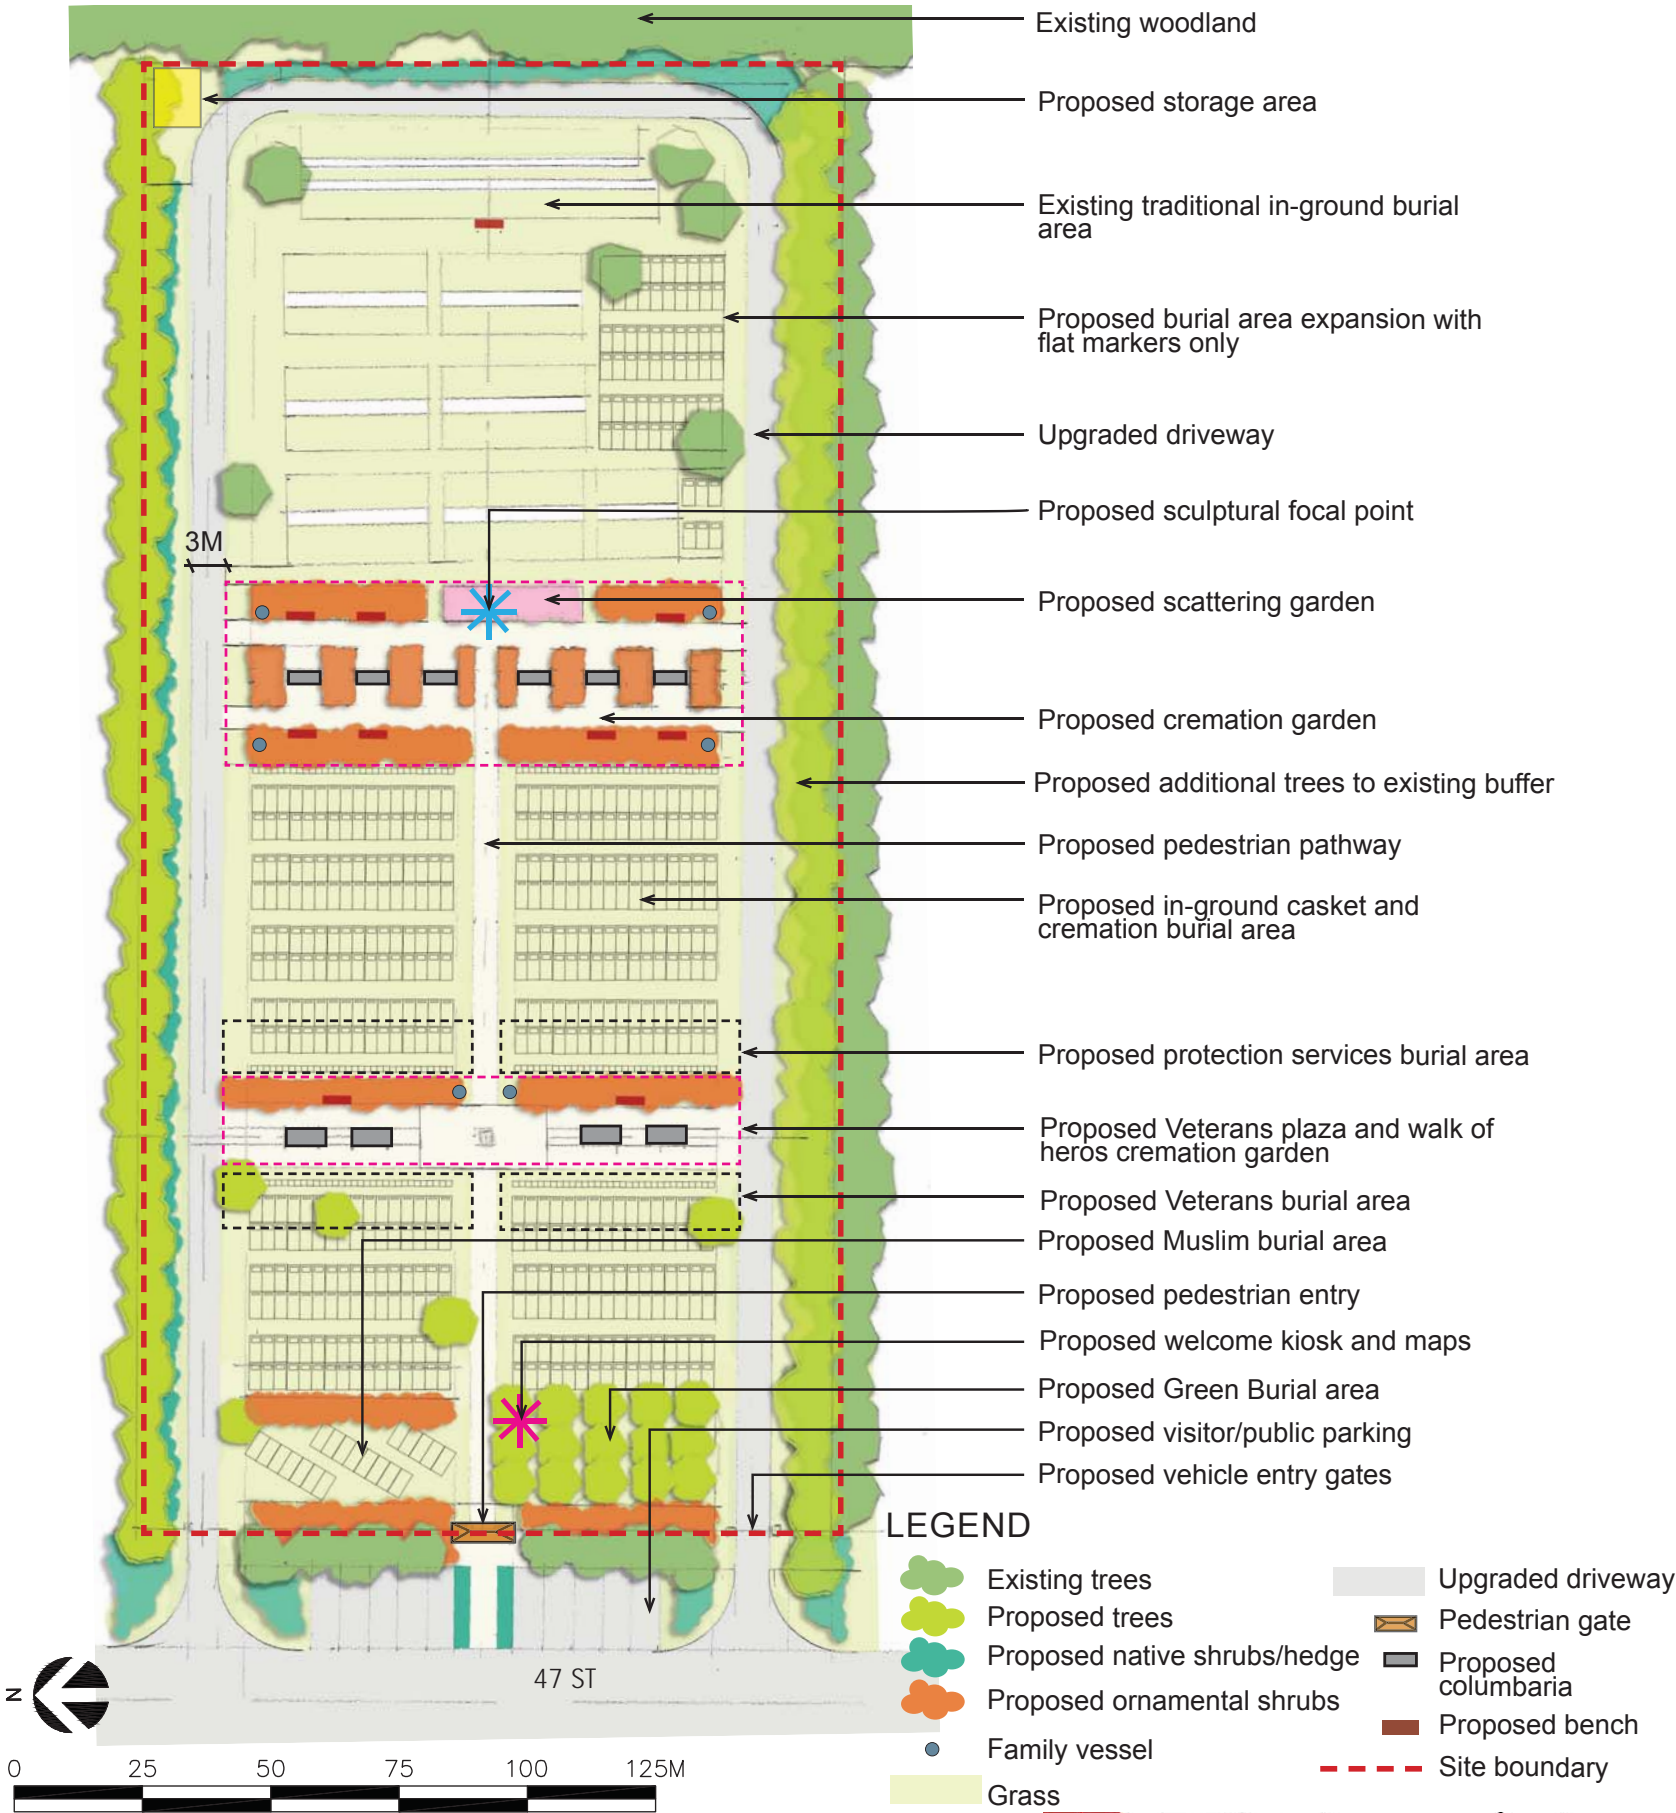 Existing woodland
Proposed storage area
Existing traditional in-ground burial
area
Proposed burial area expansion with
flat markers only
Upgraded driveway
Proposed sculptural focal point
3M
Proposed scattering garden
Proposed cremation garden
Proposed additional trees to existing buffer
Proposed pedestrian pathway
Proposed in-ground casket and
cremation burial area
Proposed protection services burial area
Proposed Veterans plaza and walk of
heros cremation garden
Proposed Veterans burial area
Proposed Muslim burial area
Proposed pedestrian entry
Proposed welcome kiosk and maps
Proposed Green Burial area
Proposed visitor/public parking
Proposed vehicle entry gates
LEGEND
Existing trees
Proposed trees
Proposed native shrubs/hedge
Proposed ornamental shrubs
Family vessel
Grass
Upgraded driveway
Pedestrian gate
Proposed
columbaria
Proposed bench
Site boundary
47 ST
N
0 25 50 75 100 125M